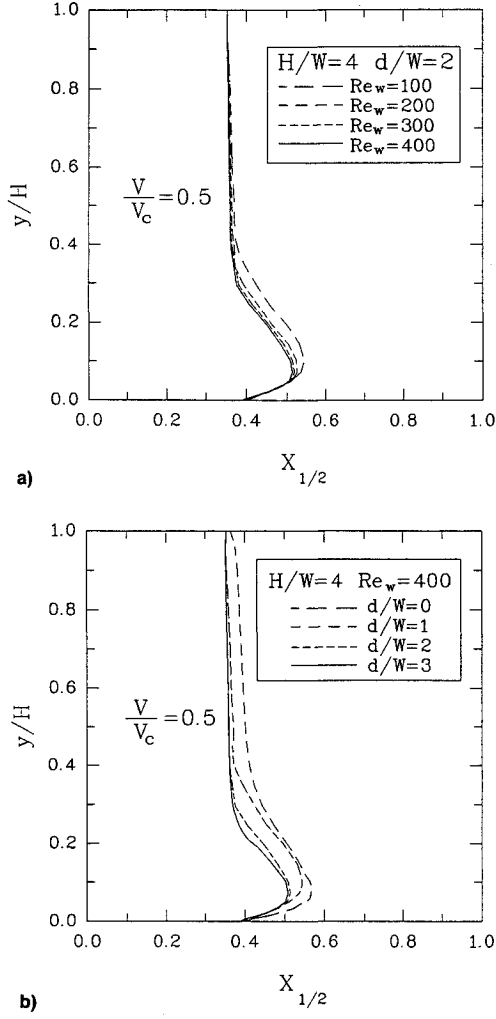 H/W=4 d/W=2
Re_w=100
Re_w=200
Re_w=300
Re_w=400
V/V_c=0.5
y/H
1.0
0.8
0.6
0.4
0.2
0.0
0.0 0.2 0.4 0.6 0.8 1.0
X_1/2
a)
H/W=4 Re_w=400
d/W=0
d/W=1
d/W=2
d/W=3
V/V_c=0.5
y/H
1.0
0.8
0.6
0.4
0.2
0.0
0.0 0.2 0.4 0.6 0.8 1.0
X_1/2
b)